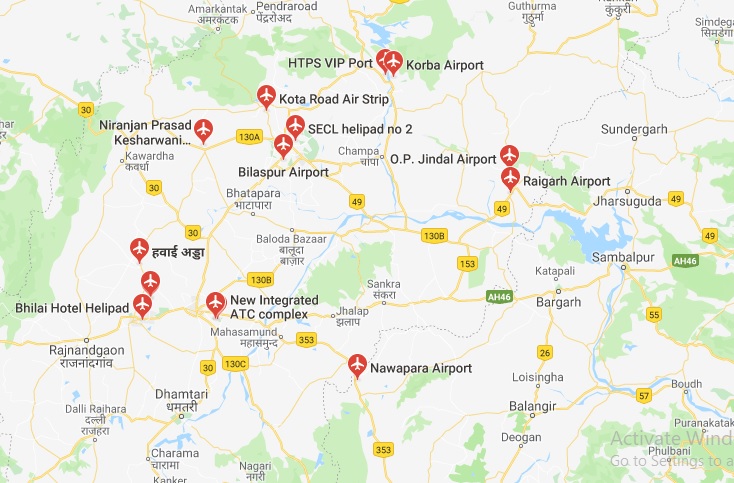 Amarkantak
अमरकंटक
Pendraroad
पेंद्रारोअद
Guthurma
गुठुर्मा
कुंकुरी
Simdega
सिमडेगा
HTPS VIP Port
Korba Airport
Kota Road Air Strip
30
Niranjan Prasad
Kesharwani...
130A
SECL helipad no 2
Sundergarh
Kawardha
कवर्धा
Bilaspur Airport
Champa
चांपा
O.P. Jindal Airport
Raigarh Airport
30
Bhatapara
भाटापारा
49
49
Jharsuguda
49
49
30
हवाई अड्डा
Baloda Bazaar
बालूदा
बाज़ार
130B
153
Sambalpur
AH46
Katapali
130B
Sankra
संकरा
AH46
Bargarh
Bhilai Hotel Helipad
New Integrated
ATC complex
Jhalap
झलाप
55
Mahasamund
महासमुन्द
353
Rajnandgaon
राजनांदगांव
30
130C
Nawapara Airport
26
Loisingha
57
Boudh
Dhamtari
धमतरी
Dalli Rajhara
दल्ली
राजहरा
Balangir
Puranakatak
Deogan
Activate Wind
Go to Settings to a
Phulbani
Charama
चारामा
Nagari
नगरी
353
Kanker